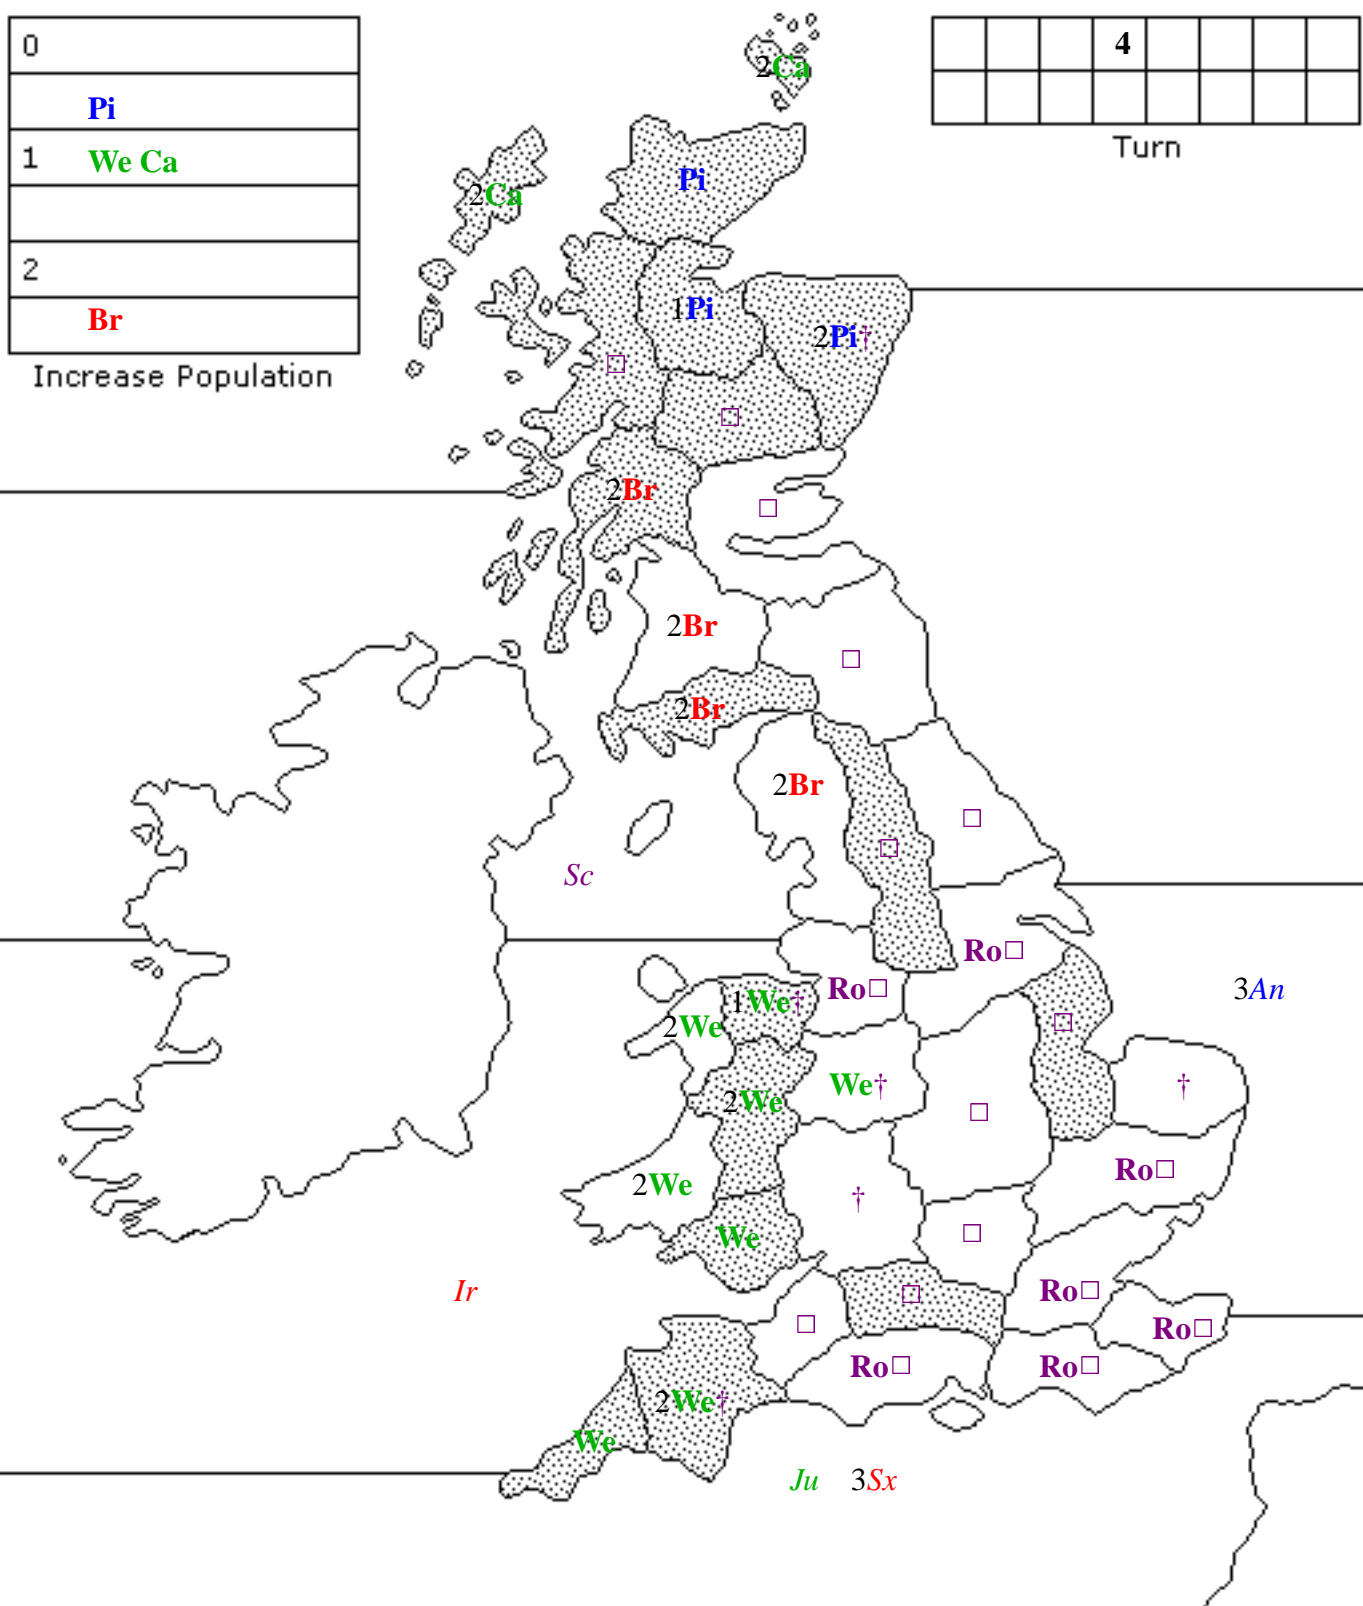 0
Pi
1 We Ca
2
Br
Increase Population
4
Turn
2Ca
2Ca
Pi
1Pi
2Pi†
□
□
2Br
□
2Br
□
2Br
2Br
□
□
Sc
Ro□
Ro□
3An
1We†
2We
□
We†
†
2We
□
Ro□
2We
†
We
□
Ir
□
Ro□
□
Ro□
Ro□
Ro□
2We†
We
Ju 3Sx